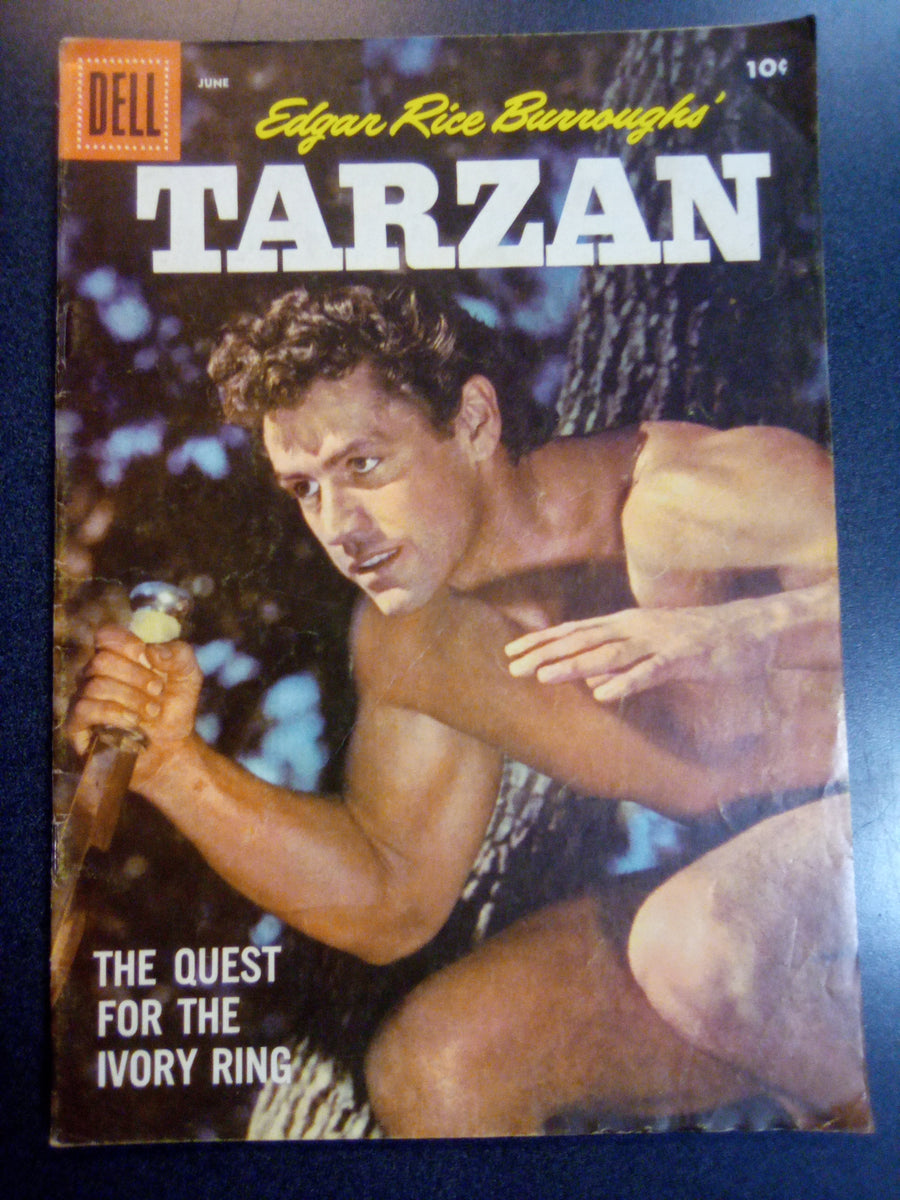 DELL
JUNE
10¢
Edgar Rice Burroughs'
TARZAN
THE QUEST
FOR THE
IVORY RING